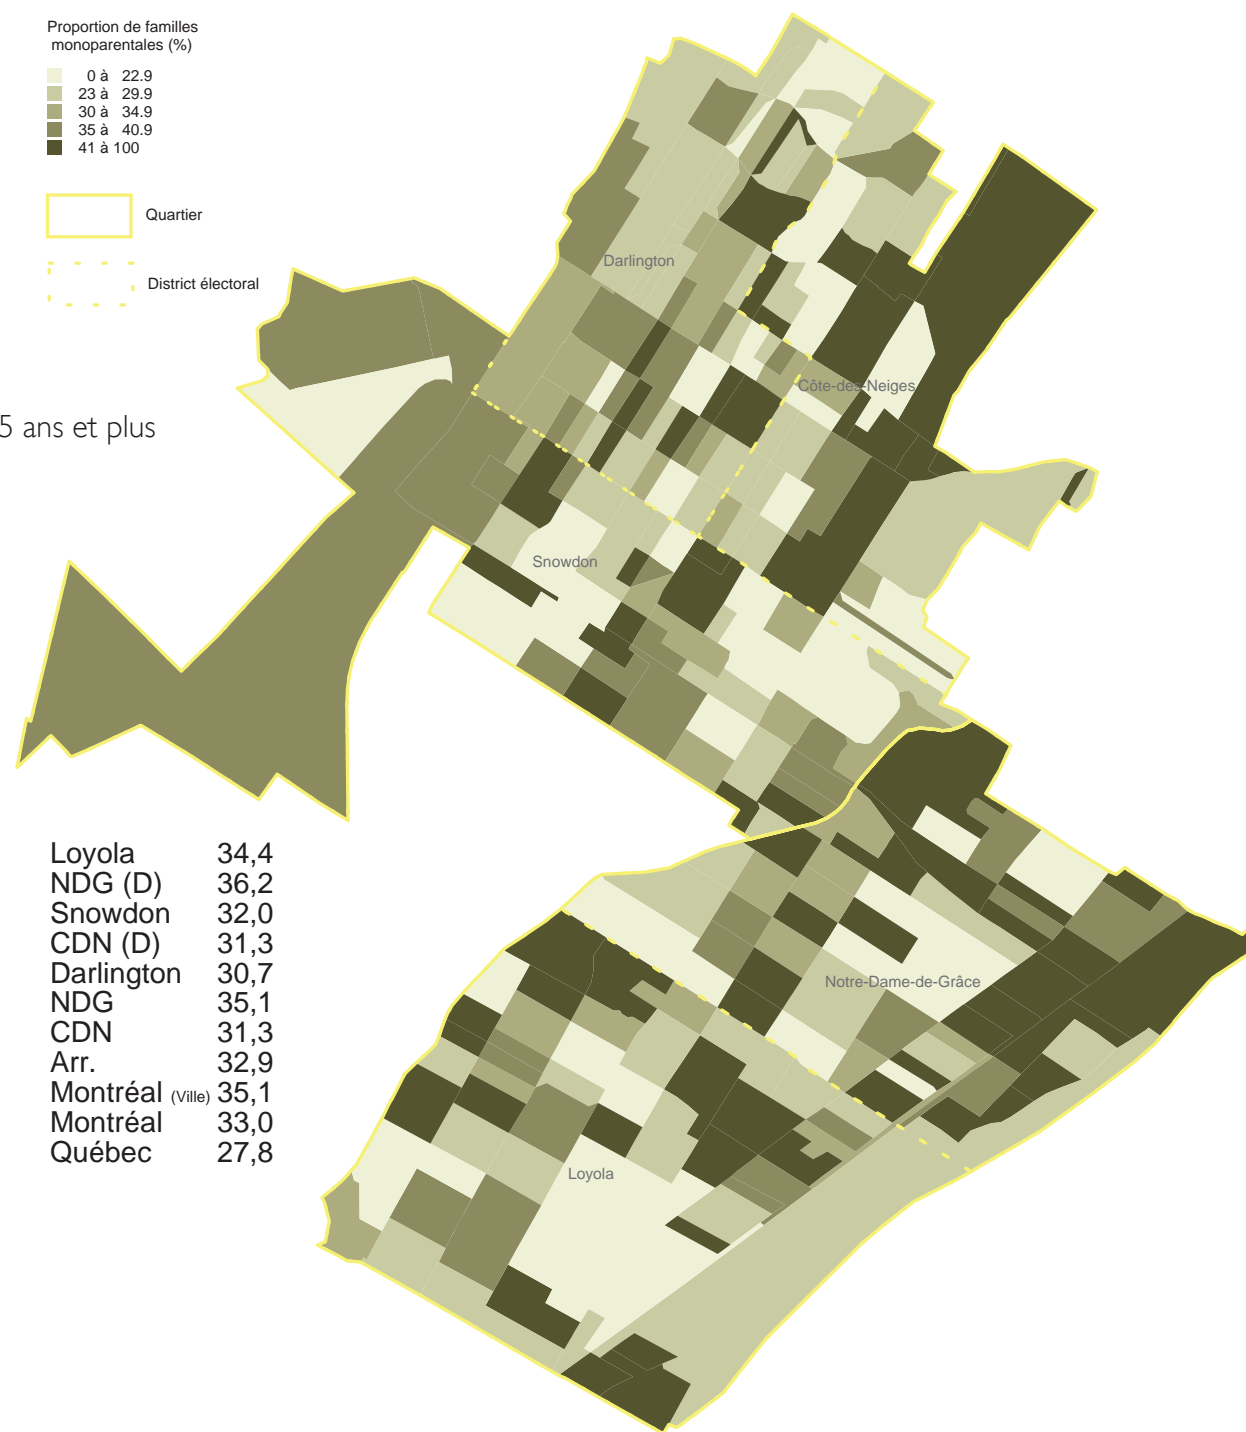 Proportion de familles
monoparentales (%)
0 à 22.9
23 à 29.9
30 à 34.9
35 à 40.9
41 à 100
Quartier
District électoral
Darlington
Côte-des-Neiges
5 ans et plus
Snowdon
Loyola 34,4
NDG (D) 36,2
Snowdon 32,0
CDN (D) 31,3
Darlington 30,7
NDG 35,1
CDN 31,3
Arr. 32,9
Montréal (Ville) 35,1
Montréal 33,0
Québec 27,8
Notre-Dame-de-Grâce
Loyola